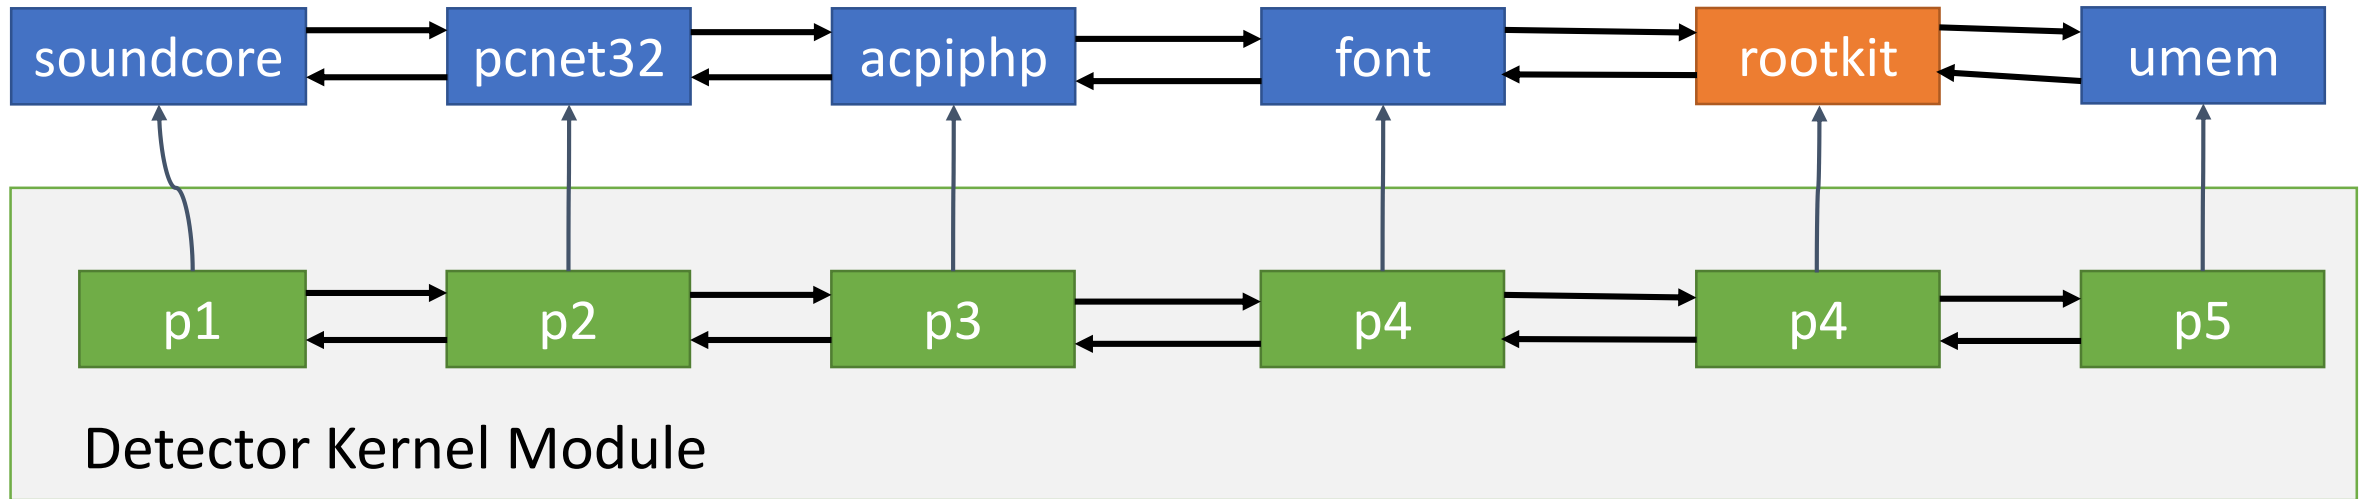 soundcore pcnet32 acpiphp font rootkit umem
p1 p2 p3 p4 p4 p5
Detector Kernel Module